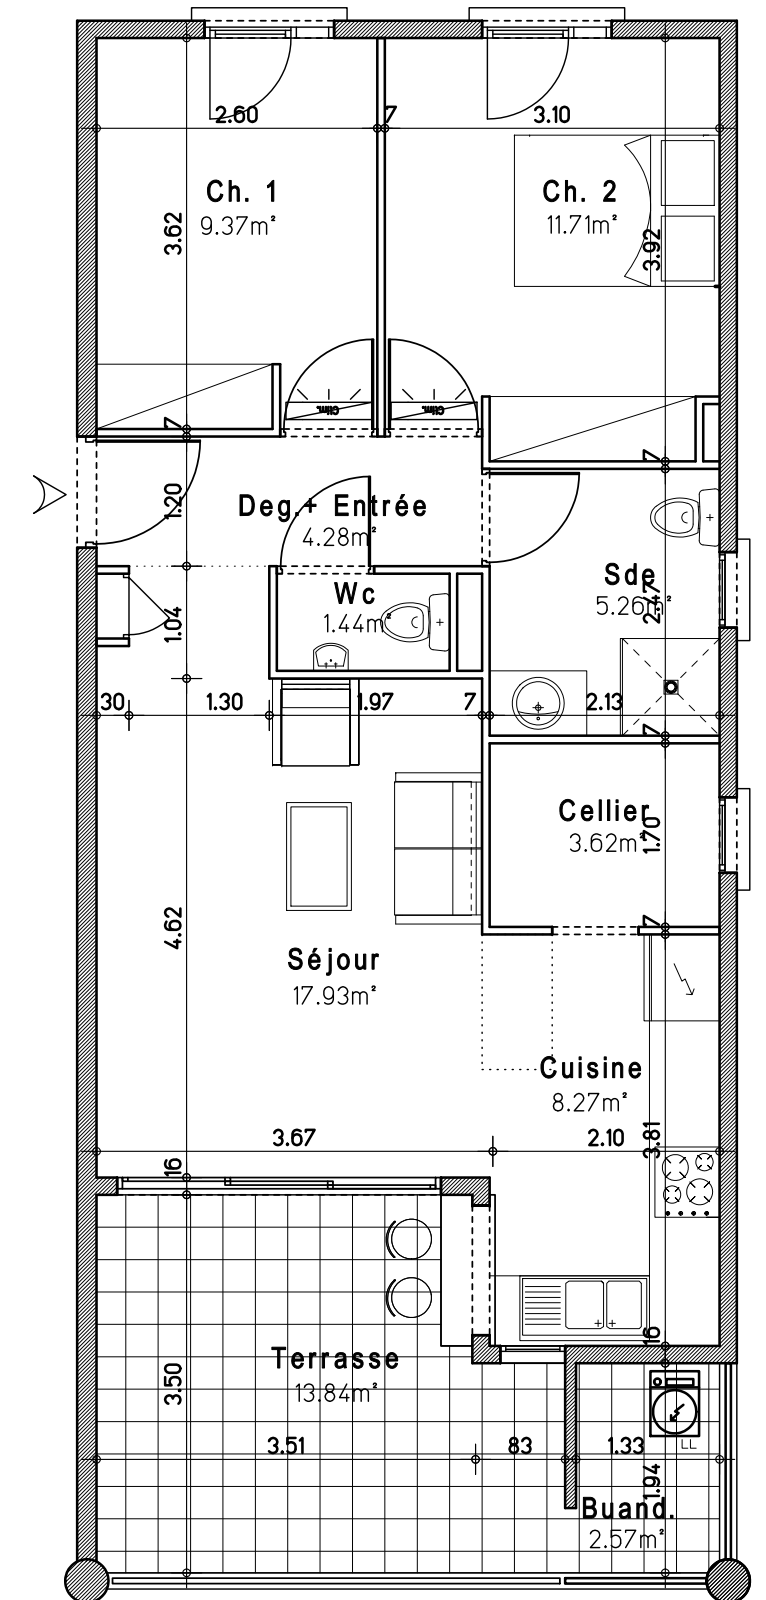 2.60
7
3.10
Ch. 1
9.37m²
Ch. 2
11.71m²
3.62
3.92
Clim.
Clim.
7
7
1.20
Deg.+ Entrée
4.28m²
Sde
5.26m²
2.47
Wc
1.44m²
1.04
30
1.30
1.97
7
2.13
7
Cellier
3.62m²
1.70
7
4.62
Séjour
17.93m²
Cuisine
8.27m²
3.67
2.10
3.81
16
16
Terrasse
13.84m²
3.50
3.51
83
1.33
LL
1.94
Buand.
2.57m²